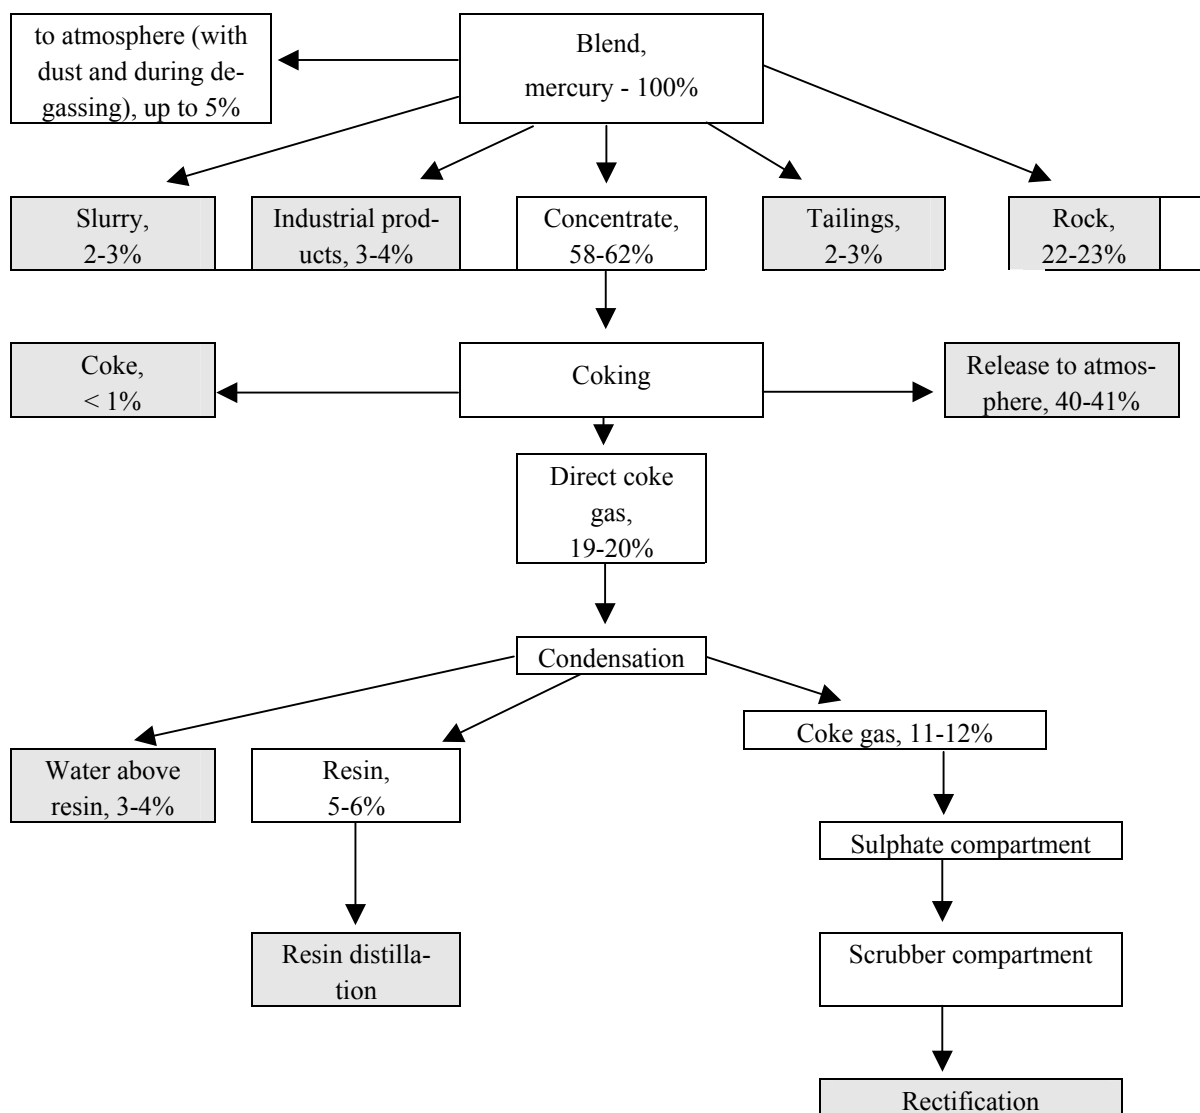 to atmosphere (with
dust and during de-
gassing), up to 5%
Blend,
mercury - 100%
Slurry,
2-3%
Industrial prod-
ucts, 3-4%
Concentrate,
58-62%
Tailings,
2-3%
Rock,
22-23%
Coke,
< 1%
Coking
Release to atmos-
phere, 40-41%
Direct coke
gas,
19-20%
Condensation
Coke gas, 11-12%
Water above
resin, 3-4%
Resin,
5-6%
Sulphate compartment
Resin distilla-
tion
Scrubber compartment
Rectification